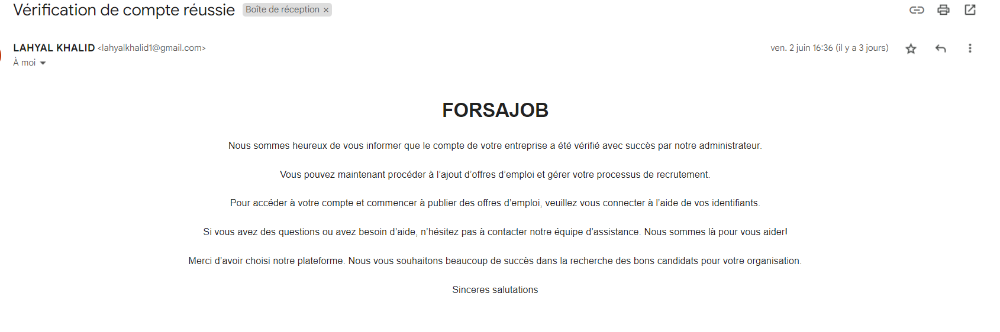 Vérification de compte réussie Boîte de réception ×
LAHYAL KHALID <lahyalkhalid1@gmail.com> ven. 2 juin 16:36 (il y a 3 jours)
À moi
FORSAJOB
Nous sommes heureux de vous informer que le compte de votre entreprise a été vérifié avec succès par notre administrateur.
Vous pouvez maintenant procéder à l’ajout d’offres d’emploi et gérer votre processus de recrutement.
Pour accéder à votre compte et commencer à publier des offres d’emploi, veuillez vous connecter à l’aide de vos identifiants.
Si vous avez des questions ou avez besoin d’aide, n’hésitez pas à contacter notre équipe d’assistance. Nous sommes là pour vous aider!
Merci d’avoir choisi notre plateforme. Nous vous souhaitons beaucoup de succès dans la recherche des bons candidats pour votre organisation.
Sinceres salutations